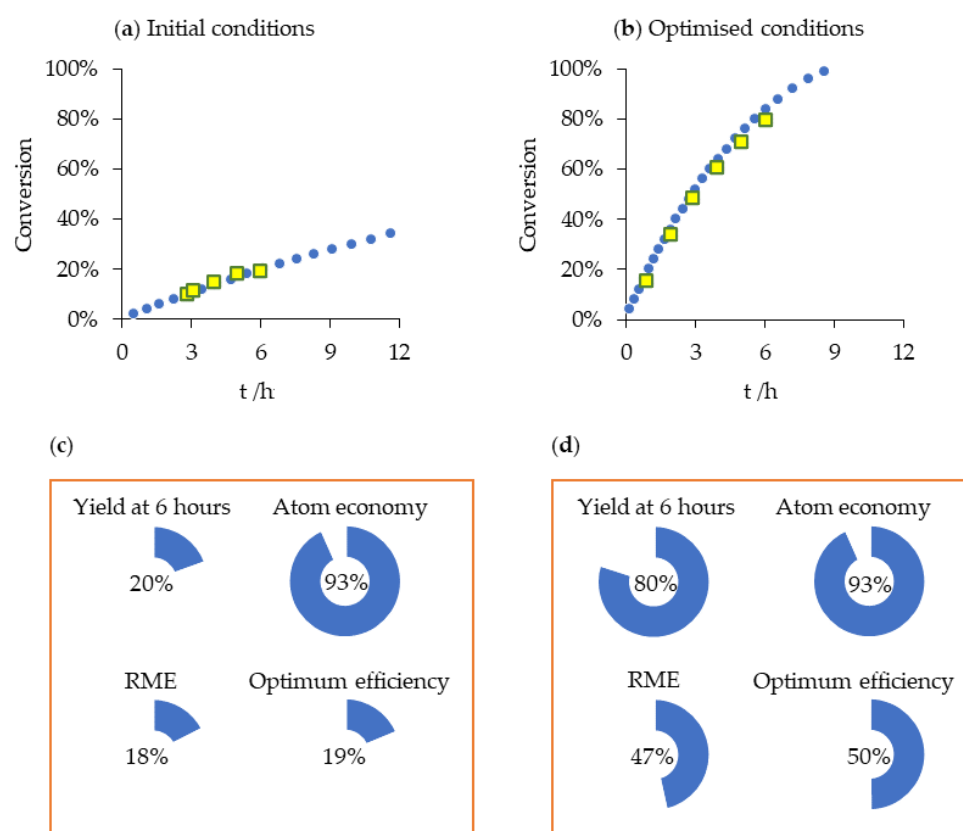 (a) Initial conditions
100%
80%
60%
40%
20%
0%
Conversion
0 3 6 9 12
t /h
(b) Optimised conditions
100%
80%
60%
40%
20%
0%
Conversion
0 3 6 9 12
t /h
(c)
Yield at 6 hours Atom economy
20% 93%
RME Optimum efficiency
18% 19%
(d)
Yield at 6 hours Atom economy
80% 93%
RME Optimum efficiency
47% 50%